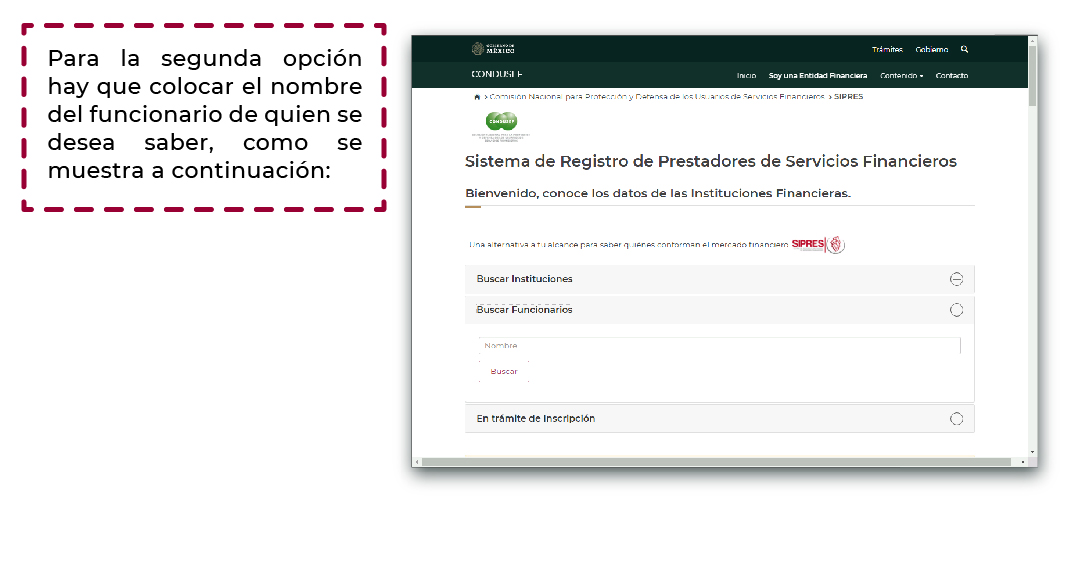 Para la segunda opción
hay que colocar el nombre
del funcionario de quien se
desea saber, como se
muestra a continuación:
GOBIERNO DE
MÉXICO
Trámites Gobierno
CONDUSEF
Inicio Soy una Entidad Financiera Contenido Contacto
> Comisión Nacional para Protección y Defensa de los Usuarios de Servicios Financieros > SIPRES
CONDUSEF
Sistema de Registro de Prestadores de Servicios Financieros
Bienvenido, conoce los datos de las Instituciones Financieras.
Una alternativa a tu alcance para saber quiénes conforman el mercado financiero SIPRES
Buscar Instituciones
Buscar Funcionarios
Nombre
Buscar
En trámite de Inscripción